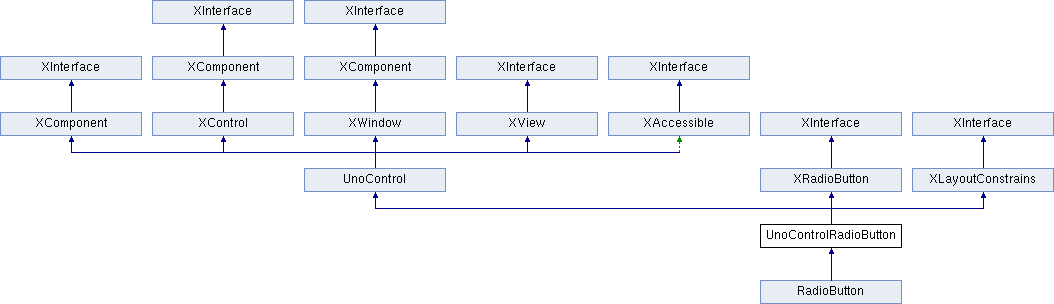 XInterface
XInterface
XInterface
XComponent
XComponent
XInterface
XInterface
XComponent
XControl
XWindow
XView
XAccessible
XInterface
XInterface
UnoControl
XRadioButton
XLayoutConstrains
UnoControlRadioButton
RadioButton